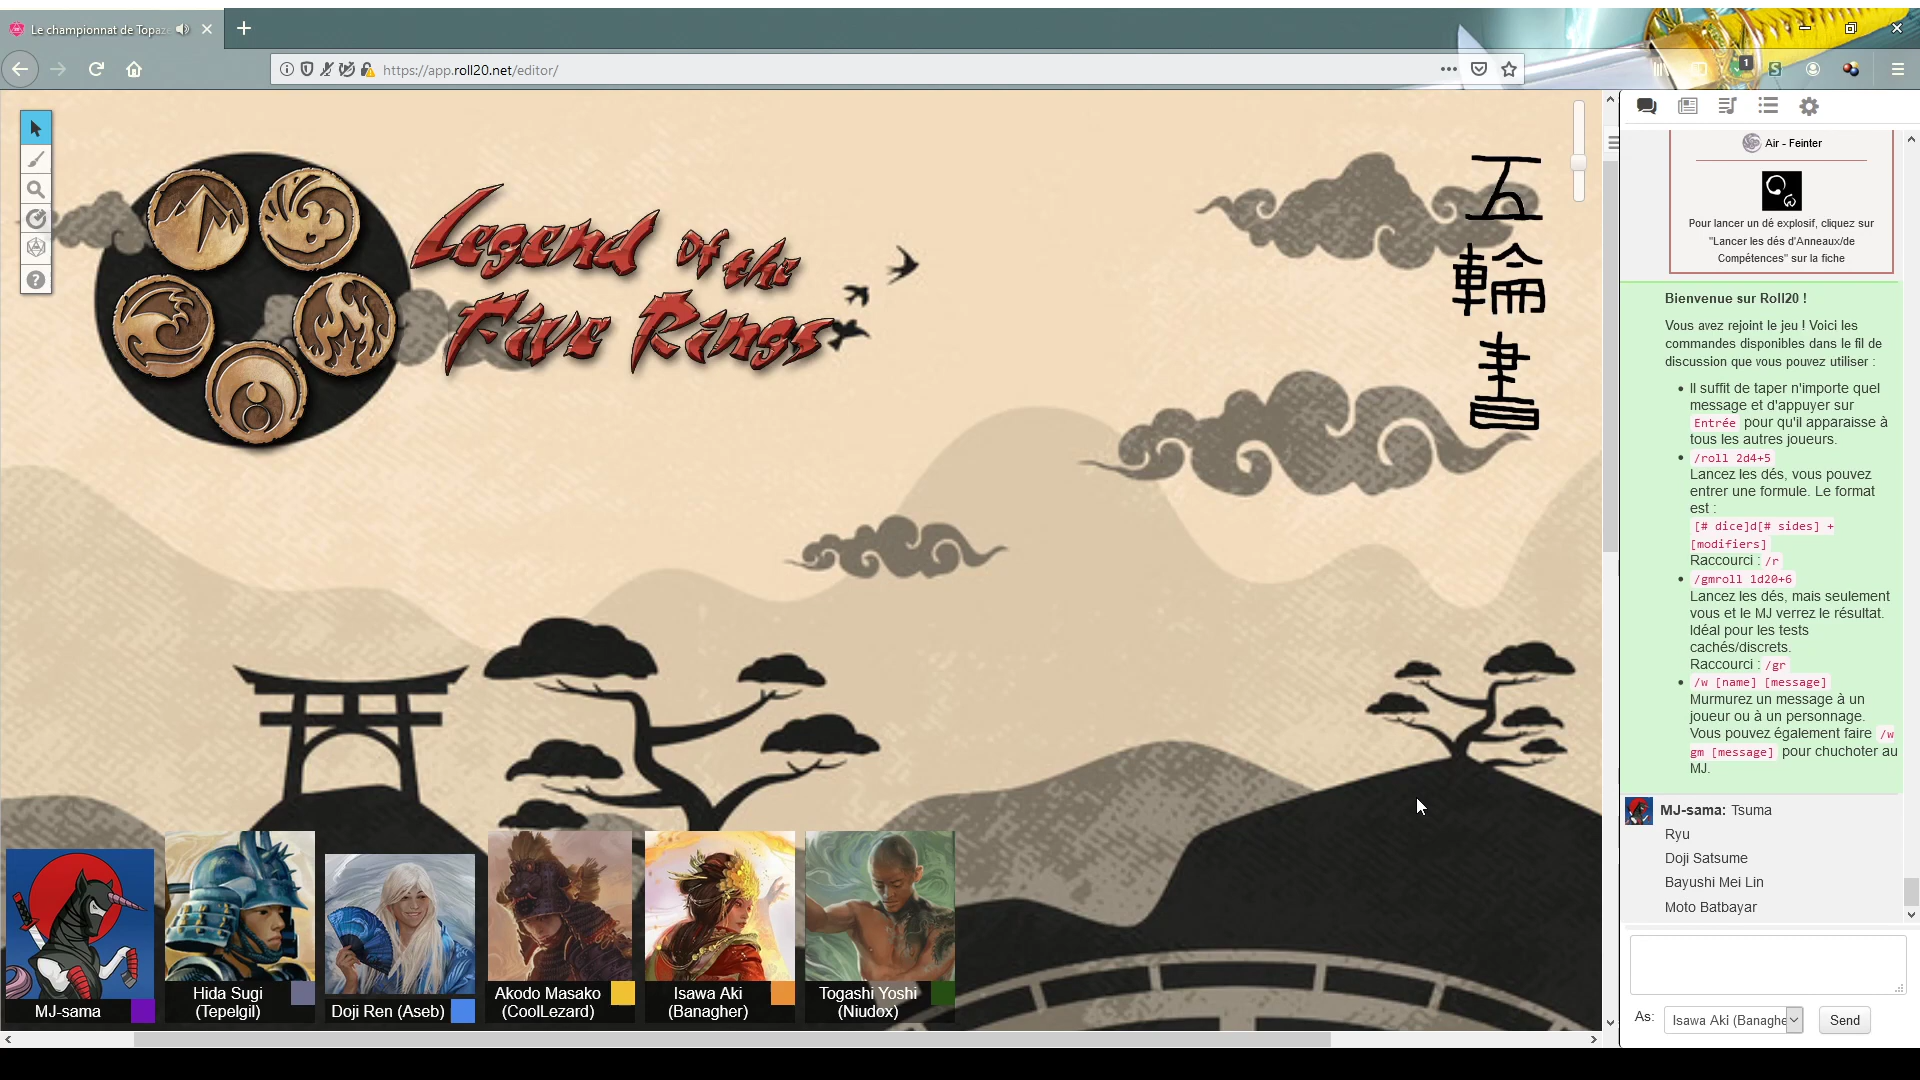 Le championnat de Topaze
https://app.roll20.net/editor/
1
Legend of the
Five Rings
五
輪
書
MJ-sama
Hida Sugi
(Tepelgil)
Doji Ren (Aseb)
Akodo Masako
(CoolLezard)
Isawa Aki
(Banagher)
Togashi Yoshi
(Niudox)
Air - Feinter
Pour lancer un dé explosif, cliquez sur
"Lancer les dés d'Anneaux/de
Compétences" sur la fiche
Bienvenue sur Roll20 !
Vous avez rejoint le jeu ! Voici les
commandes disponibles dans le fil de
discussion que vous pouvez utiliser :
• Il suffit de taper n'importe quel
message et d'appuyer sur
Entrée pour qu'il apparaisse à
tous les autres joueurs.
• /roll 2d4+5
Lancez les dés, vous pouvez
entrer une formule. Le format
est :
[# dice]d[# sides] +
[modifiers]
Raccourci : /r
• /gmroll 1d20+6
Lancez les dés, mais seulement
vous et le MJ verrez le résultat.
Idéal pour les tests
cachés/discrets.
Raccourci : /gr
• /w [name] [message]
Murmurez un message à un
joueur ou à un personnage.
Vous pouvez également faire /w
gm [message] pour chuchoter au
MJ.
MJ-sama: Tsuma
Ryu
Doji Satsume
Bayushi Mei Lin
Moto Batbayar
As: Isawa Aki (Banaghe Send